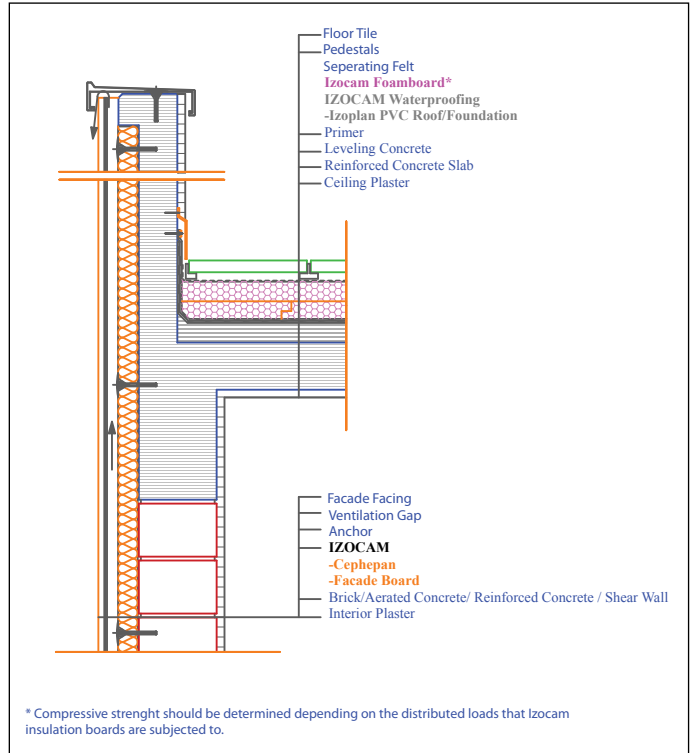 Floor Tile
Pedestals
Seperating Felt
Izocam Foamboard*
IZOCAM Waterproofing
-Izoplan PVC Roof/Foundation
Primer
Leveling Concrete
Reinforced Concrete Slab
Ceiling Plaster
Facade Facing
Ventilation Gap
Anchor
IZOCAM
-Cephepan
-Facade Board
Brick/Aerated Concrete/ Reinforced Concrete / Shear Wall
Interior Plaster
* Compressive strenght should be determined depending on the distributed loads that Izocam
insulation boards are subjected to.